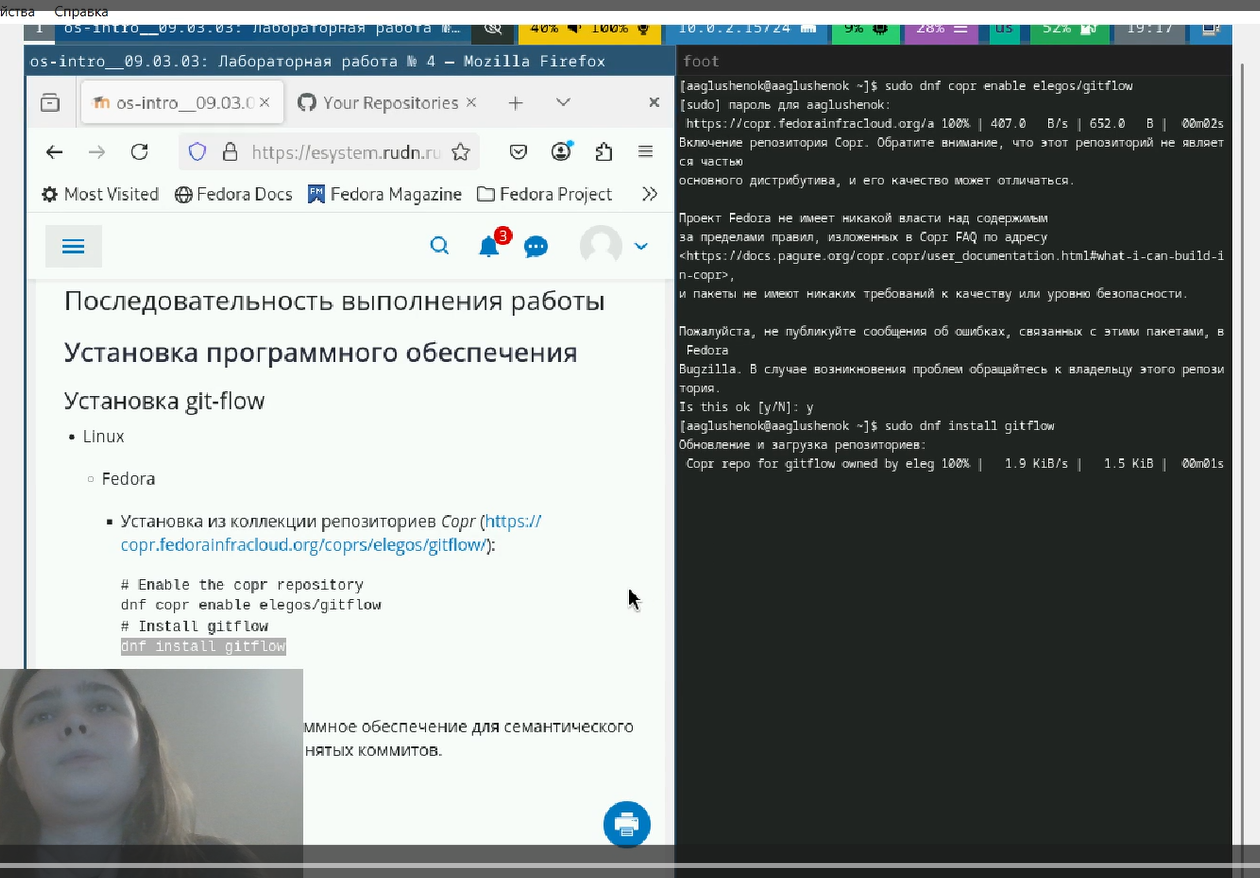 йства Справка
1 os-intro__09.03.03: Лабораторная работа №… 40% 100% 10.0.2.15/24 9% 28% us 52% 19:17
os-intro__09.03.03: Лабораторная работа № 4 — Mozilla Firefox
os-intro__09.03.0 Your Repositories
https://esystem.rudn.ru
Most Visited Fedora Docs Fedora Magazine Fedora Project
3
Последовательность выполнения работы
Установка программного обеспечения
Установка git-flow
Linux
Fedora
Установка из коллекции репозиториев Copr (https://
copr.fedorainfracloud.org/coprs/elegos/gitflow/):
# Enable the copr repository
dnf copr enable elegos/gitflow
# Install gitflow
dnf install gitflow
ммное обеспечение для семантического
нятых коммитов.
foot
[aaglushenok@aaglushenok ~]$ sudo dnf copr enable elegos/gitflow
[sudo] пароль для aaglushenok:
https://copr.fedorainfracloud.org/a 100% | 407.0 B/s | 652.0 B | 00m02s
Включение репозитория Copr. Обратите внимание, что этот репозиторий не являет
ся частью
основного дистрибутива, и его качество может отличаться.
Проект Fedora не имеет никакой власти над содержимым
за пределами правил, изложенных в Copr FAQ по адресу
<https://docs.pagure.org/copr.copr/user_documentation.html#what-i-can-build-i
n-copr>,
и пакеты не имеют никаких требований к качеству или уровню безопасности.
Пожалуйста, не публикуйте сообщения об ошибках, связанных с этими пакетами, в
Fedora
Bugzilla. В случае возникновения проблем обращайтесь к владельцу этого репози
тория.
Is this ok [y/N]: y
[aaglushenok@aaglushenok ~]$ sudo dnf install gitflow
Обновление и загрузка репозиториев:
Copr repo for gitflow owned by eleg 100% | 1.9 KiB/s | 1.5 KiB | 00m01s